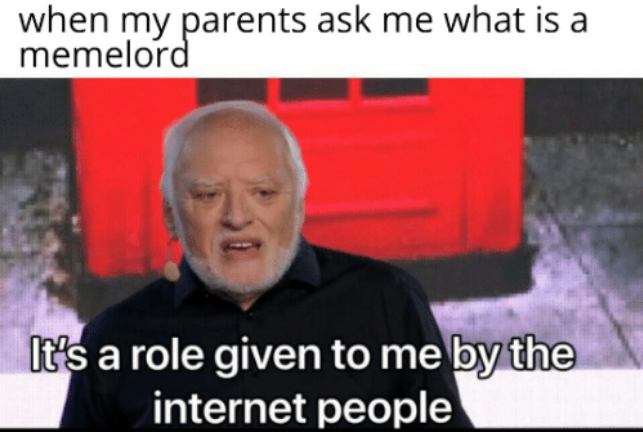 when my parents ask me what is a
memelord
It's a role given to me by the
internet people